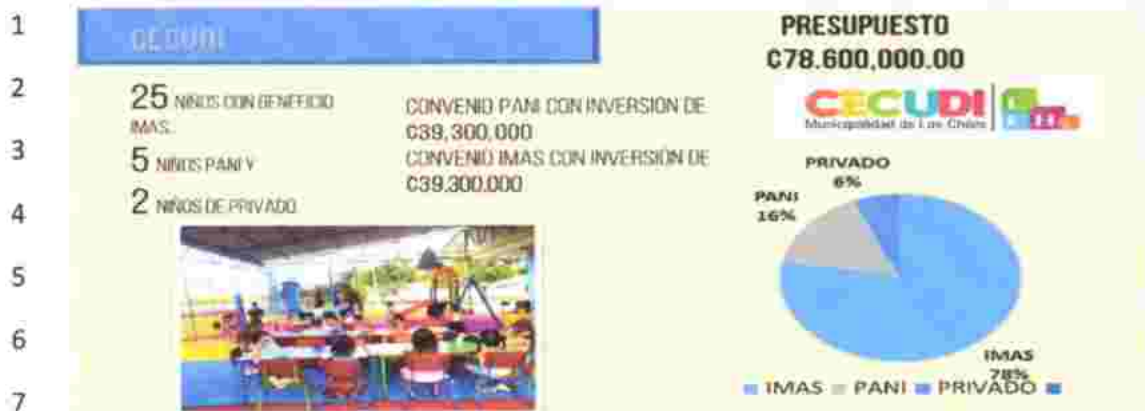 1
2
3
4
5
6
7
CECUDI
25 NIÑOS CON BENEFICIO
IMAS.
5 NIÑOS PANI Y
2 NIÑOS DE PRIVADO.
CONVENIO PANI CON INVERSIÓN DE
₡39,300,000
CONVENIO IMAS CON INVERSIÓN DE
₡39.300.000
PRESUPUESTO
₡78.600,000.00
CECUDI
Municipalidad de Los Chiles
PRIVADO
6%
PANI
16%
IMAS
78%
IMAS PANI PRIVADO